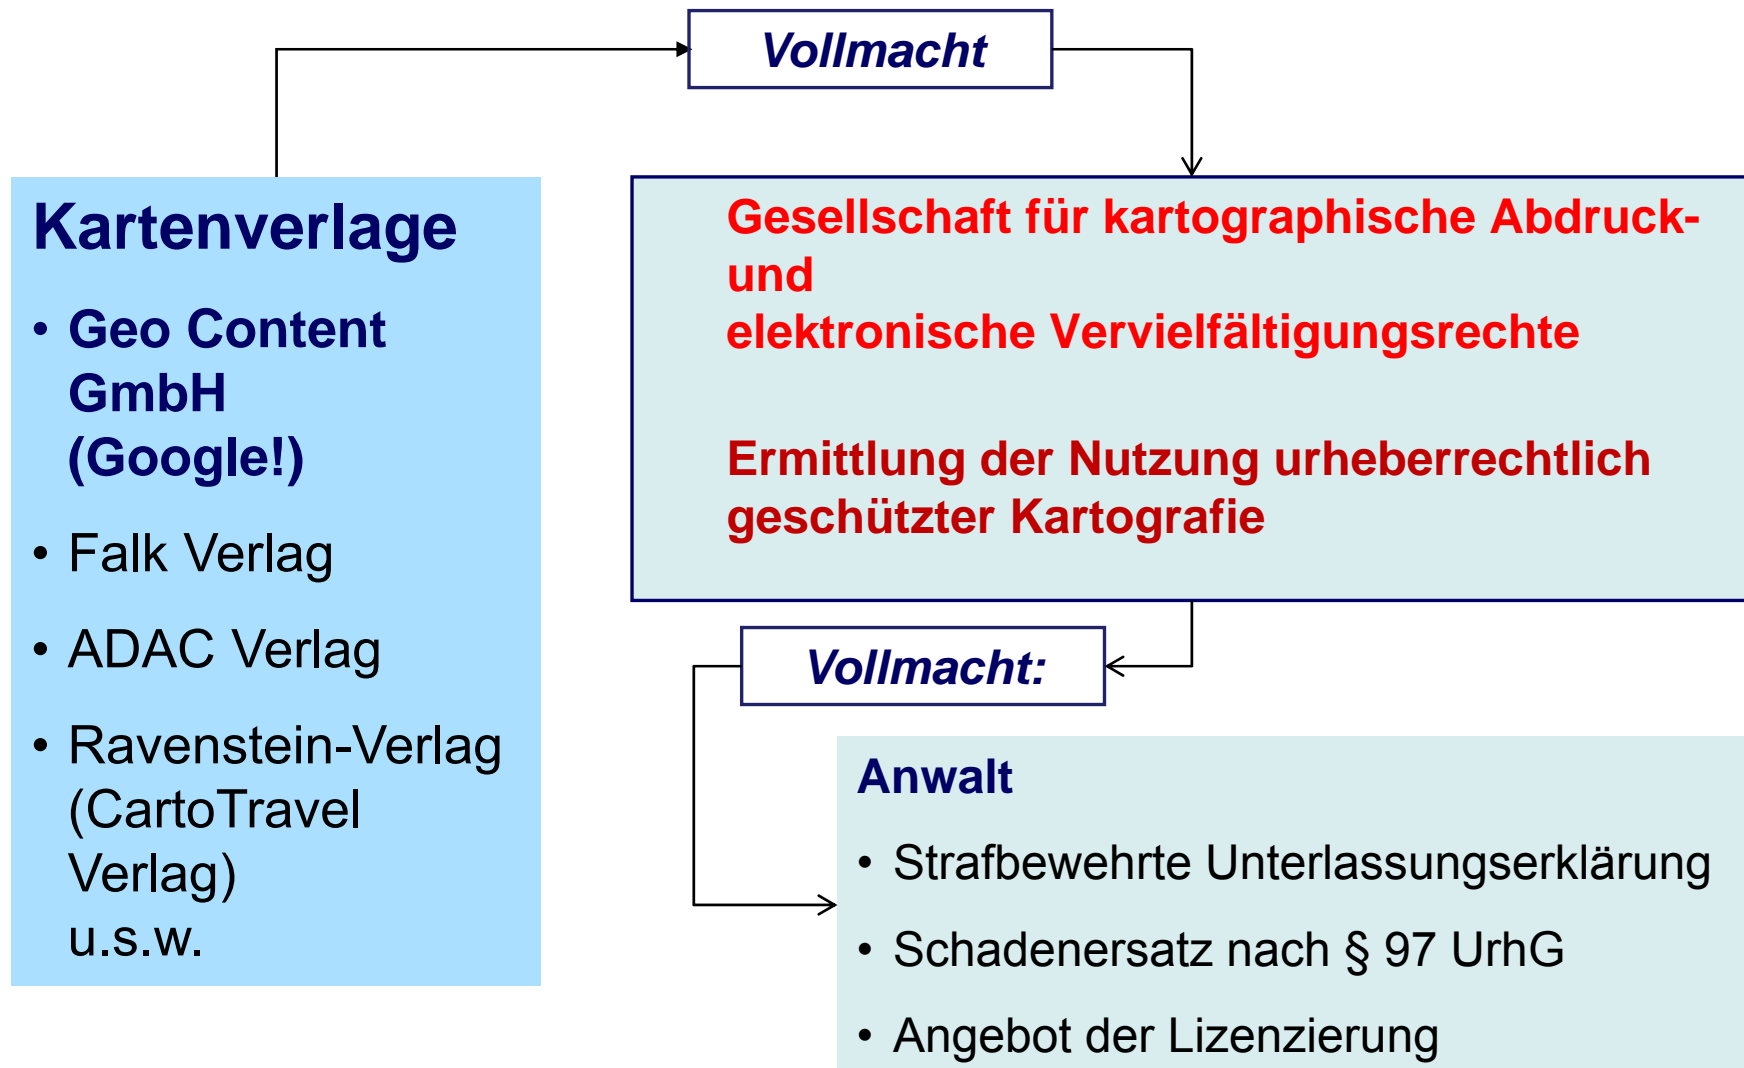 Vollmacht
Kartenverlage
• Geo Content
GmbH
(Google!)
• Falk Verlag
• ADAC Verlag
• Ravenstein-Verlag
(CartoTravel
Verlag)
u.s.w.
Gesellschaft für kartographische Abdruck-
und
elektronische Vervielfältigungsrechte
Ermittlung der Nutzung urheberrechtlich
geschützter Kartografie
Vollmacht:
Anwalt
• Strafbewehrte Unterlassungserklärung
• Schadenersatz nach § 97 UrhG
• Angebot der Lizenzierung